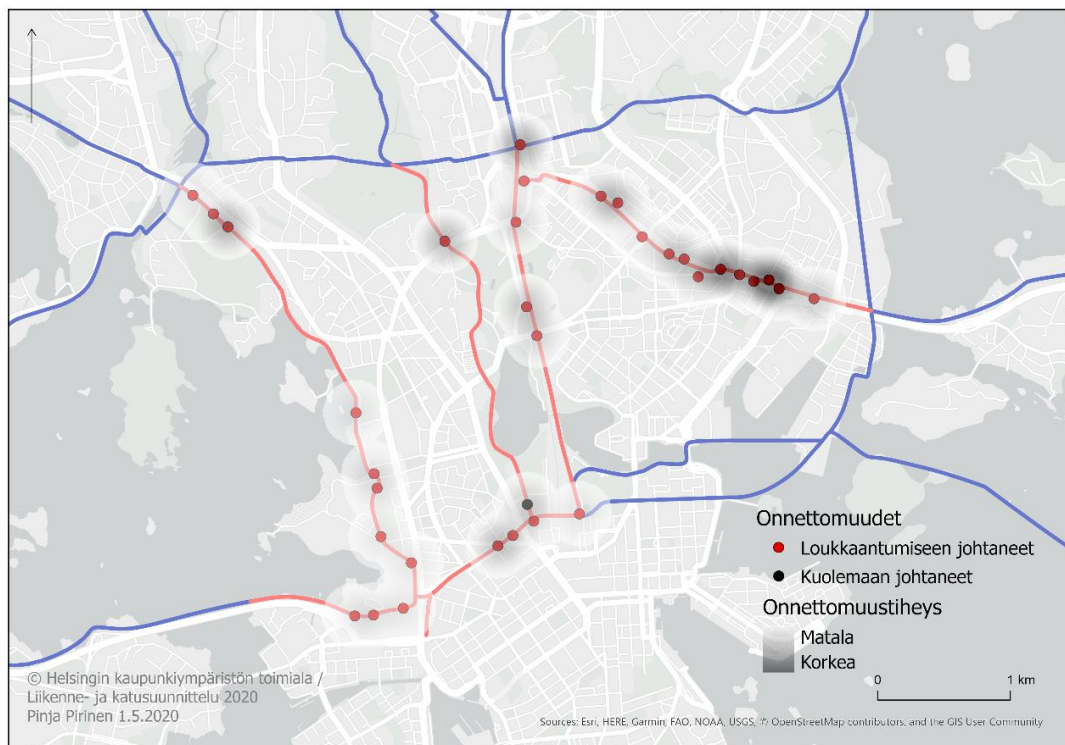 Onnettomuudet
Loukkaantumiseen johtaneet
Kuolemaan johtaneet
Onnettomuustiheys
Matala
Korkea
0 1 km
© Helsingin kaupunkiympäristön toimiala /
Liikenne- ja katusuunnittelu 2020
Pinja Pirinen 1.5.2020
Sources: Esri, HERE, Garmin, FAO, NOAA, USGS, © OpenStreetMap contributors, and the GIS User Community